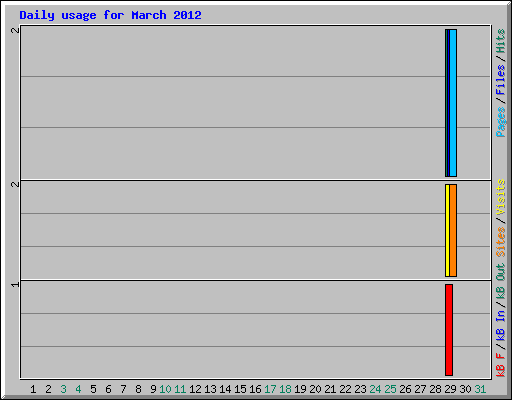 Daily usage for March 2012
2
2
1
Pages / Files / Hits
Sites / Visits
kB F / kB In / kB Out
1 2 3 4 5 6 7 8 9 10 11 12 13 14 15 16 17 18 19 20 21 22 23 24 25 26 27 28 29 30 31